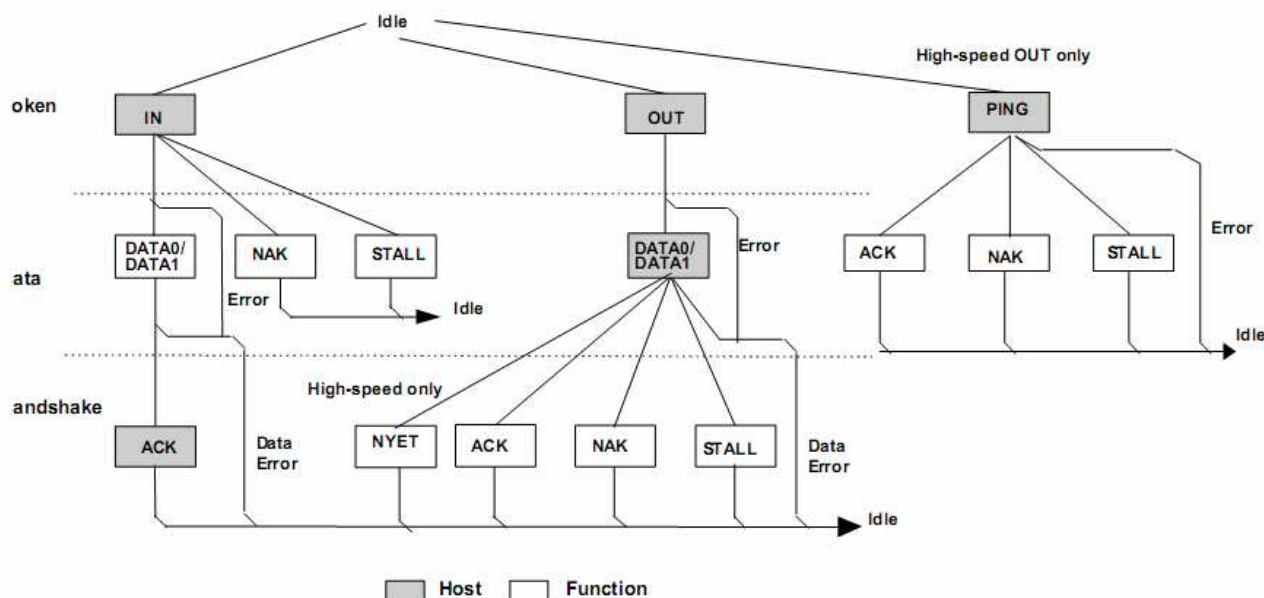 Idle
High-speed OUT only
oken
IN
OUT
PING
DATA0/
DATA1
NAK
STALL
Error
DATA0/
DATA1
Error
ACK
NAK
STALL
Error
ata
Idle
Idle
High-speed only
andshake
ACK
Data
Error
NYET
ACK
NAK
STALL
Data
Error
Idle
Host
Function